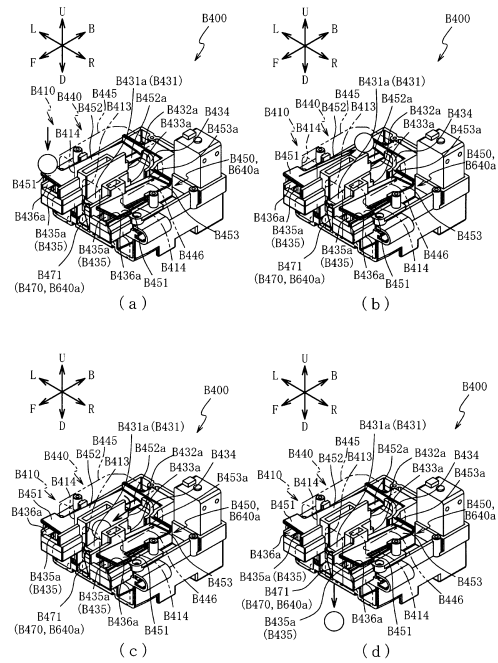 U
L B
F R
D
B400
B431a(B431)
B445
B410
B440
B452
B413
B452a
B432a
B433a
B434
B453a
B414
B451
B450,
B640a
B436a
B435a
(B435)
B453
B446
B435a
(B435)
B414
B471
(B470, B640a)
B436a
B451
(a)
U
L B
F R
D
B400
B431a(B431)
B445
B440
B452
B413
B452a
B410
B432a
B434
B414
B433a
B453a
B451
B450,
B640a
B436a
B435a
(B435)
B453
B446
B435a
(B435)
B414
B471
(B470, B640a)
B436a
B451
(b)
U
L B
F R
D
B400
B431a(B431)
B445
B440
B452
B413
B452a
B432a
B433a
B434
B410
B414
B453a
B451
B436a
B450,
B640a
B435a
(B435)
B453
B446
B435a
(B435)
B436a
B414
B471
(B470, B640a)
B451
(c)
U
L B
F R
D
B400
B431a(B431)
B445
B440
B452
B413
B452a
B432a
B434
B410
B433a
B453a
B414
B451
B450,
B640a
B436a
B435a(B435)
B453
B471
(B470, B640a)
B446
B414
B435a
(B435)
B436a
B451
(d)